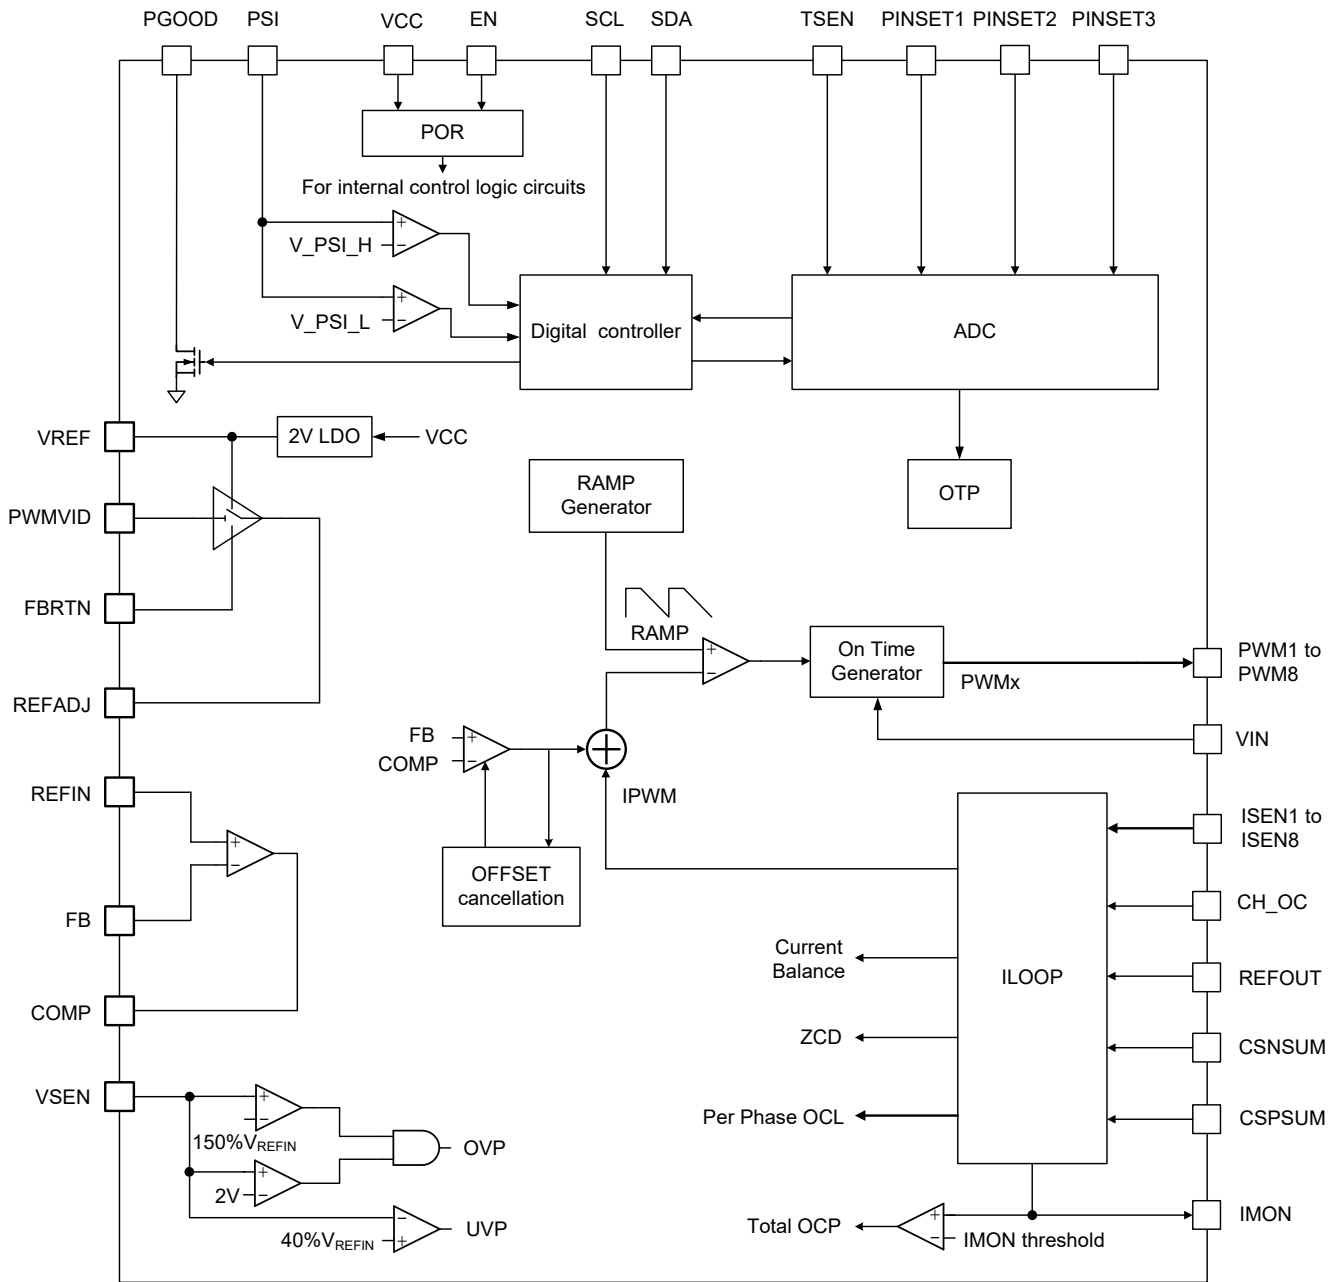 PGOOD
PSI
VCC
EN
SCL
SDA
TSEN
PINSET1
PINSET2
PINSET3
POR
For internal control logic circuits
+
−
V_PSI_H
+
−
V_PSI_L
Digital controller
ADC
VREF
2V LDO
VCC
PWMVID
RAMP
Generator
OTP
FBRTN
RAMP
+
−
On Time
Generator
PWMx
PWM1 to
PWM8
REFADJ
FB
COMP
+
−
VIN
REFIN
IPWM
+
−
OFFSET
cancellation
ISEN1 to
ISEN8
FB
CH_OC
Current
Balance
ILOOP
REFOUT
COMP
ZCD
CSNSUM
VSEN
+
−
150%VREFIN
OVP
Per Phase OCL
CSPSUM
+
−
2V
−
+
40%VREFIN
UVP
Total OCP
+
−
IMON threshold
IMON